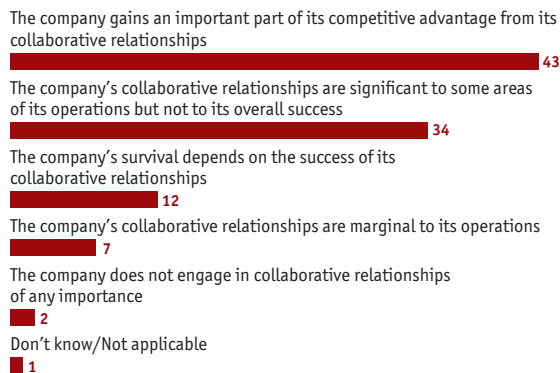 The company gains an important part of its competitive advantage from its
collaborative relationships
43
The company’s collaborative relationships are significant to some areas
of its operations but not to its overall success
34
The company’s survival depends on the success of its
collaborative relationships
12
The company’s collaborative relationships are marginal to its operations
7
The company does not engage in collaborative relationships
of any importance
2
Don’t know/Not applicable
1